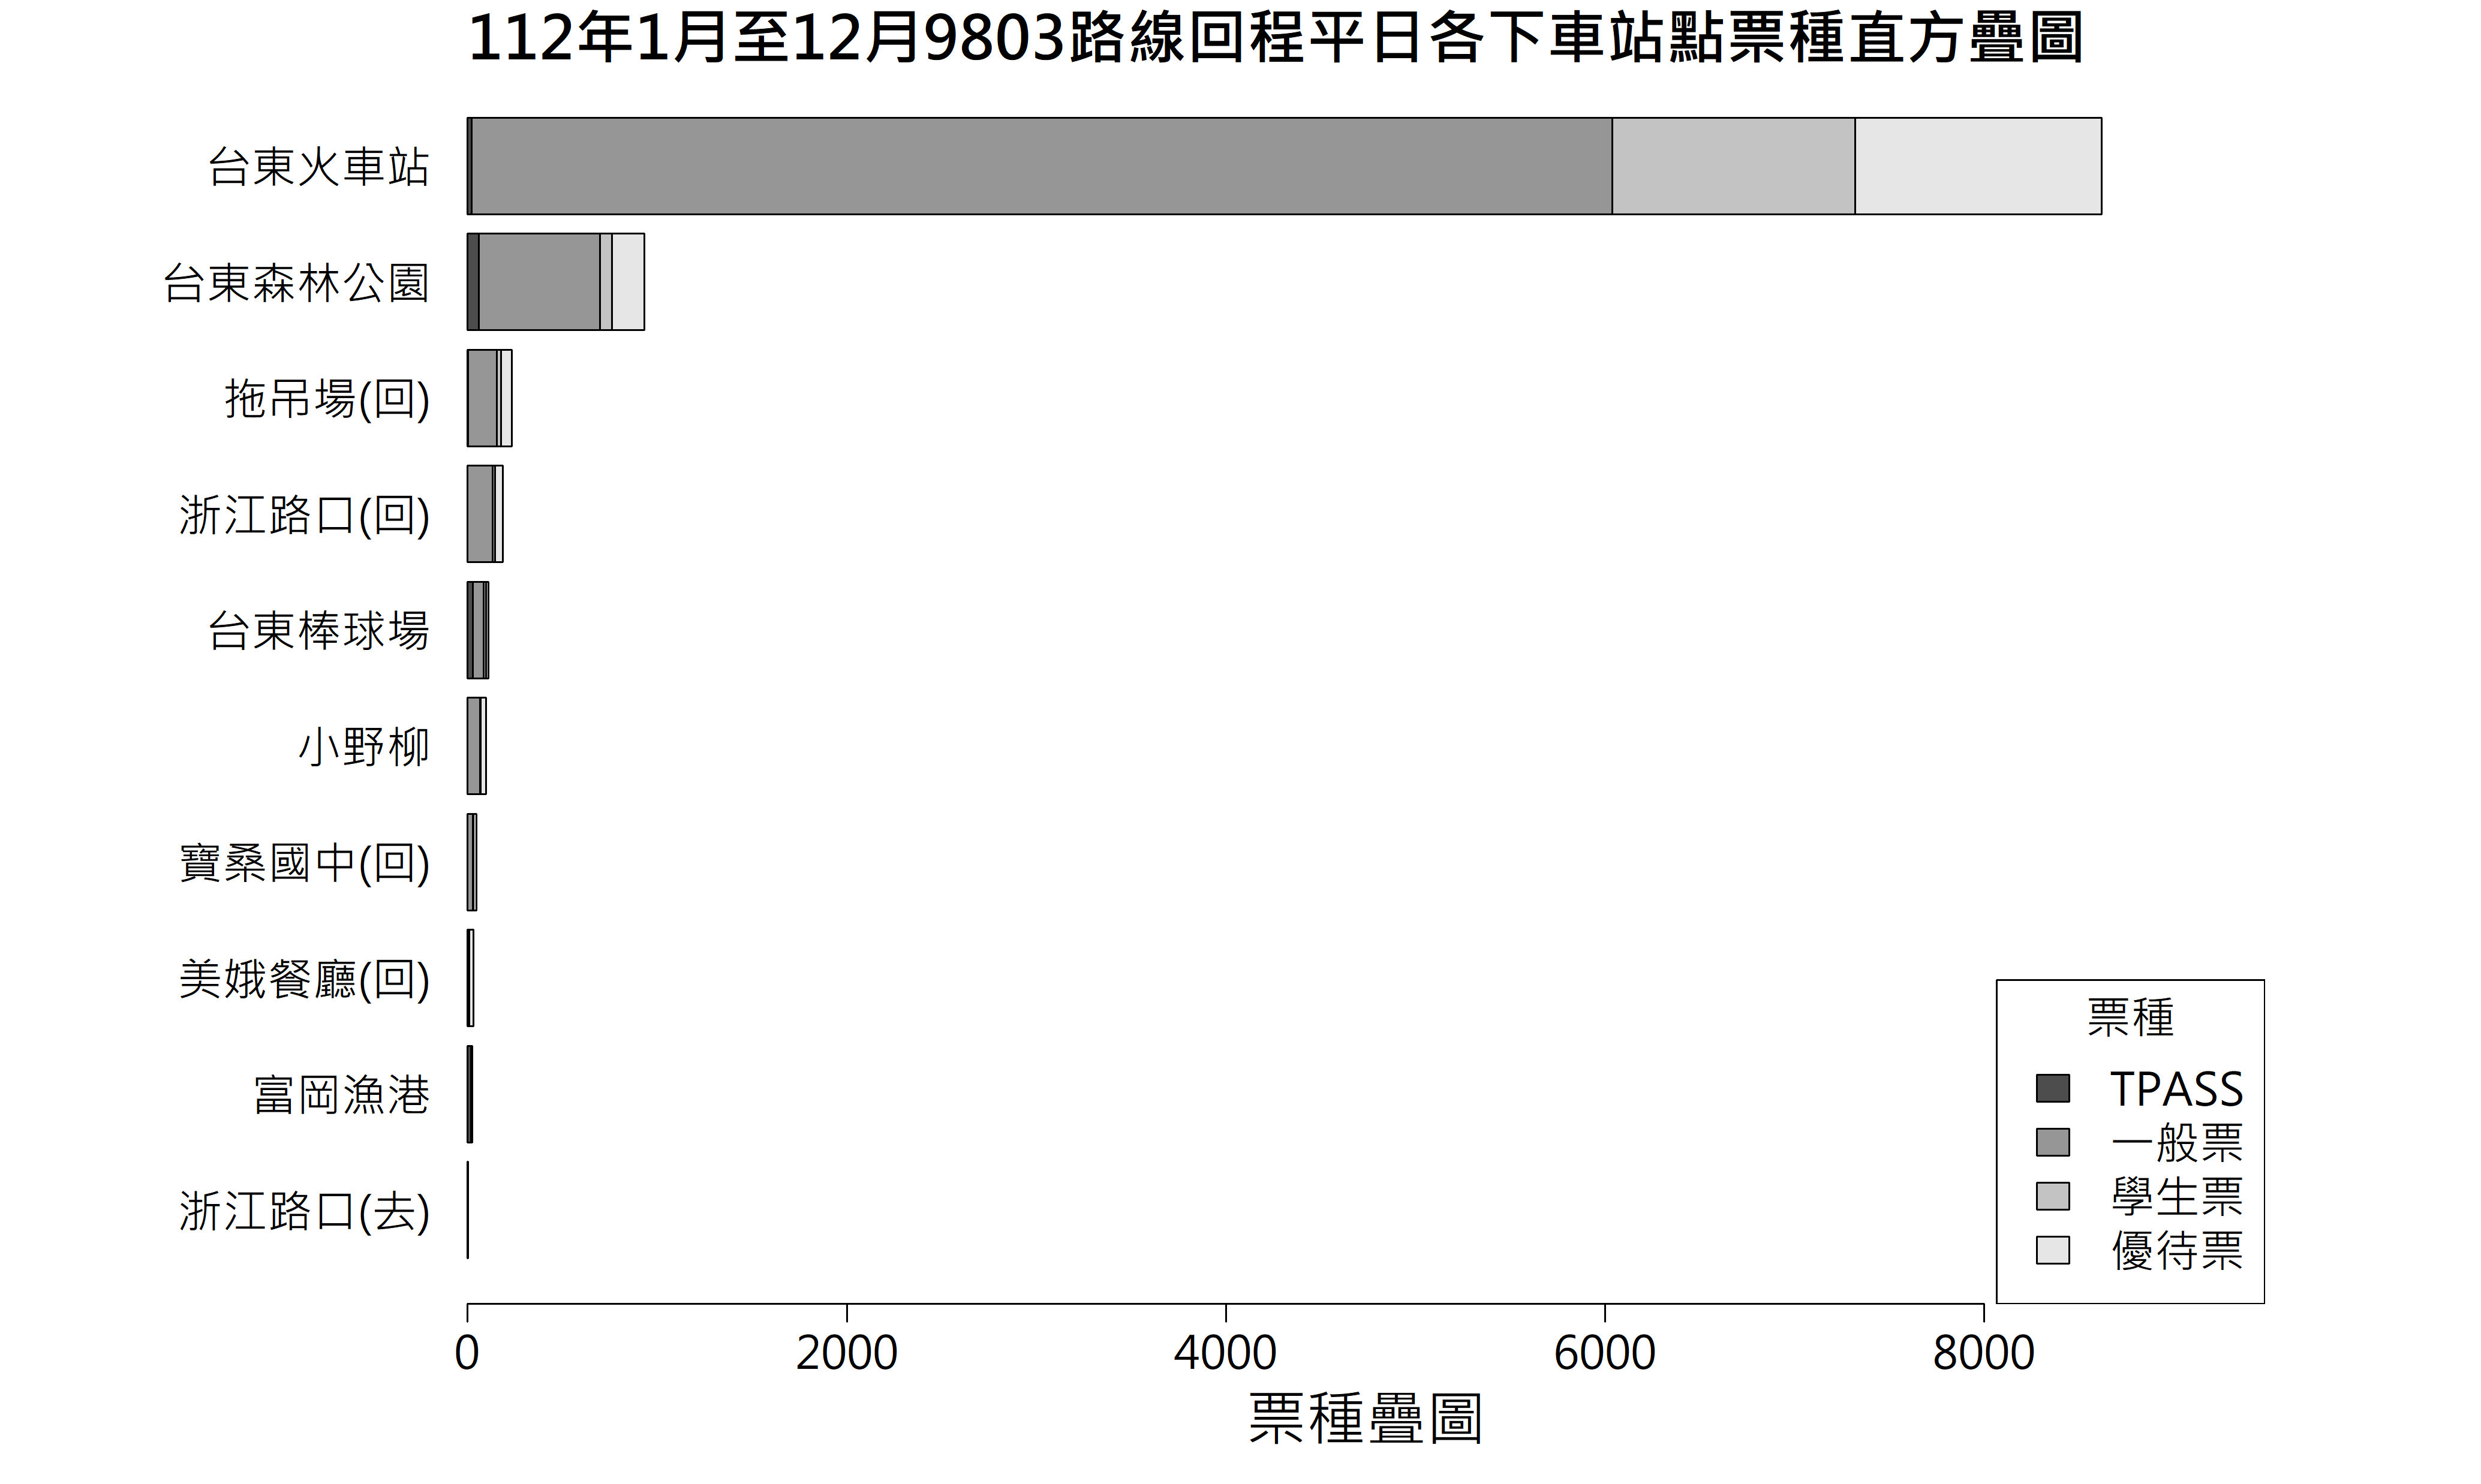 112年1月至12月9803路線回程平日各下車站點票種直方疊圖
台東火車站
台東森林公園
拖吊場(回)
浙江路口(回)
台東棒球場
小野柳
寶桑國中(回)
美娥餐廳(回)
富岡漁港
浙江路口(去)
票種
TPASS
一般票
學生票
優待票
0 2000 4000 6000 8000
票種疊圖